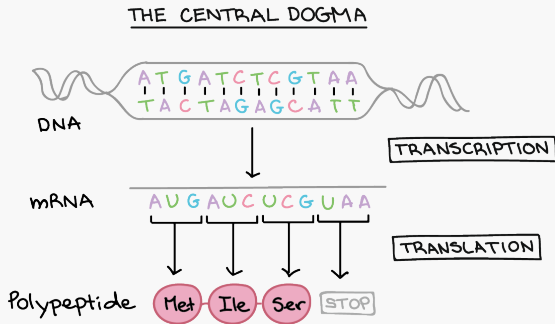 THE CENTRAL DOGMA
ATGATCTCGTAA
TACTAGAGCATT
DNA
TRANSCRIPTION
mRNA
AUGAUCUCGUAA
TRANSLATION
Polypeptide Met Ile Ser STOP